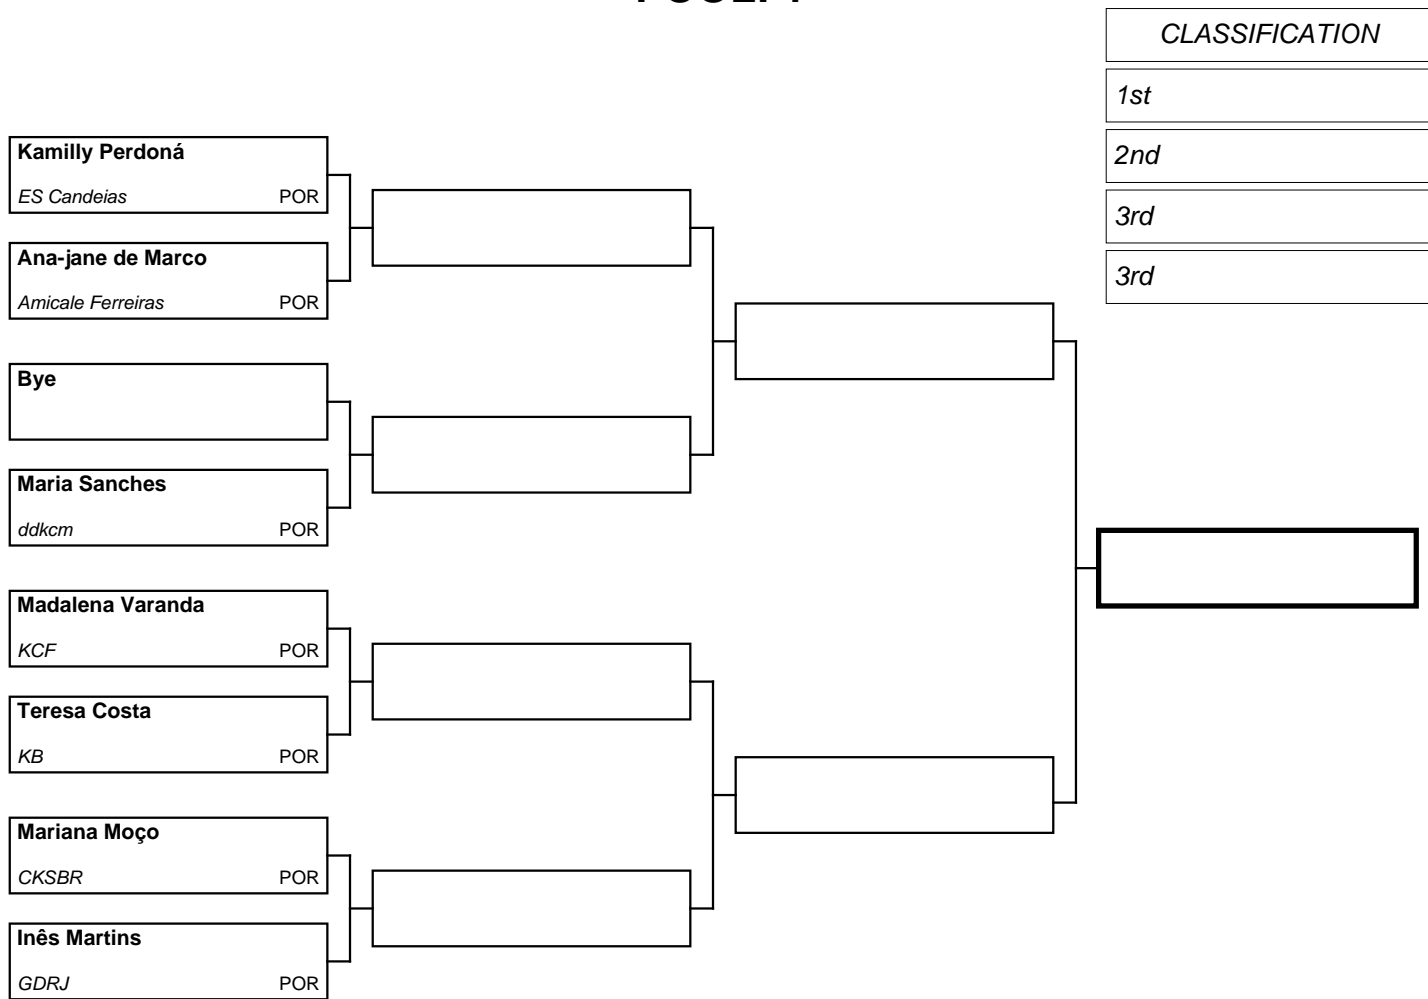 CLASSIFICATION
1st
2nd
3rd
3rd
Kamilly Perdoná
ES Candeias POR
Ana-jane de Marco
Amicale Ferreiras POR
Bye
Maria Sanches
ddkcm POR
Madalena Varanda
KCF POR
Teresa Costa
KB POR
Mariana Moço
CKSBR POR
Inês Martins
GDRJ POR